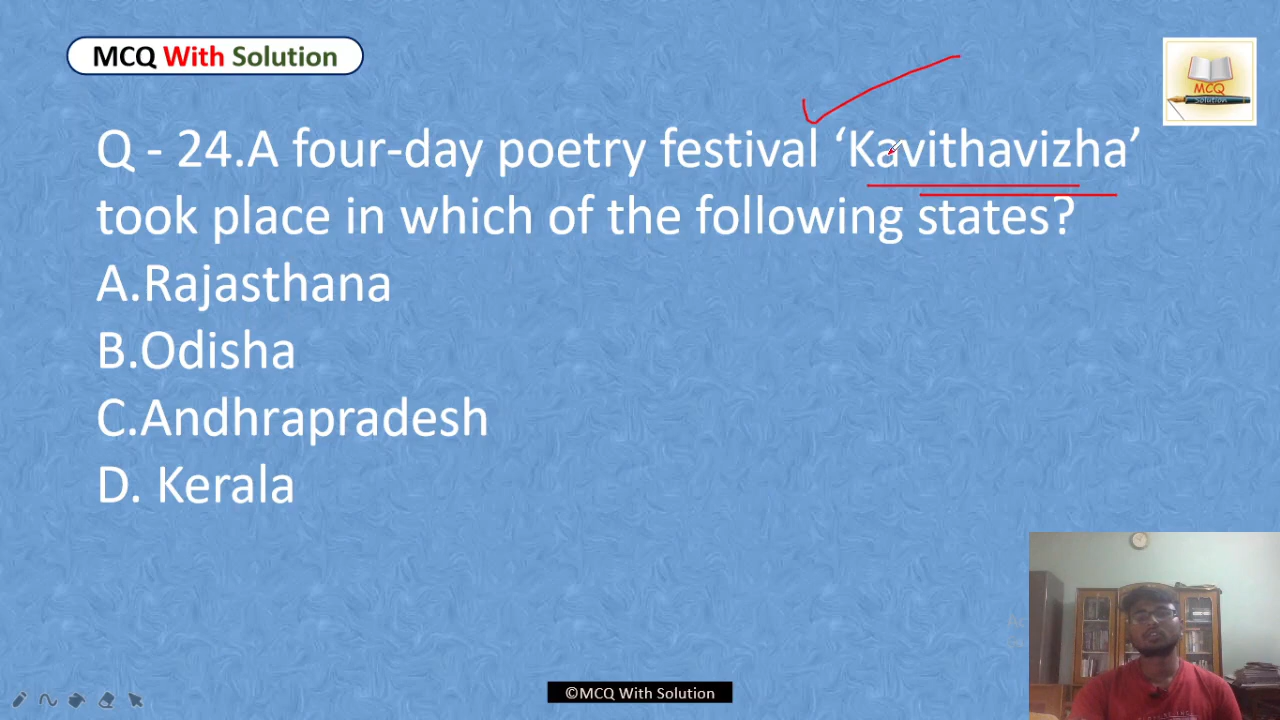 MCQ With Solution
MCQ
Solution
Q - 24.A four-day poetry festival ‘Kavithavizha’
took place in which of the following states?
A.Rajasthana
B.Odisha
C.Andhrapradesh
D. Kerala
©MCQ With Solution